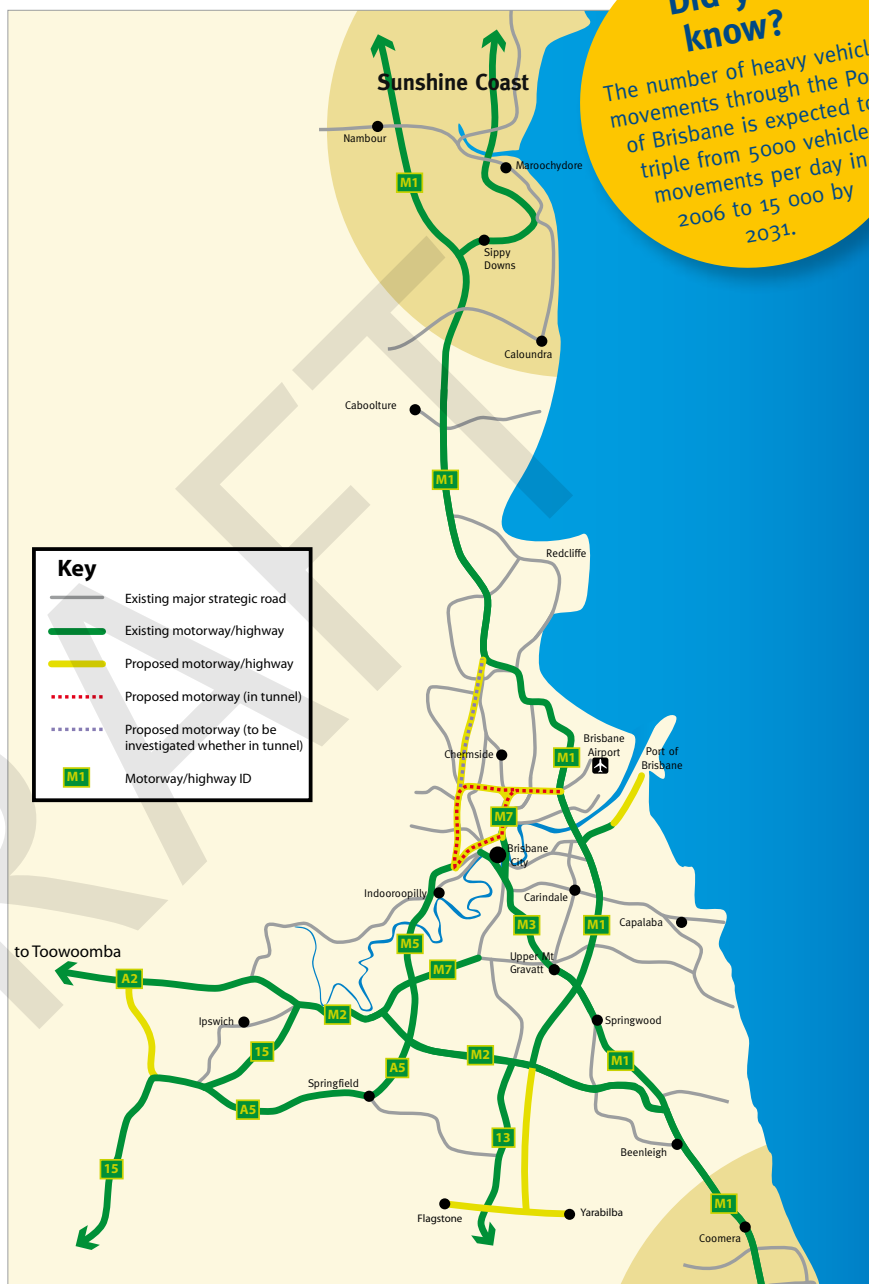 Did y
know?
The number of heavy vehicl
movements through the Po
of Brisbane is expected to
triple from 5000 vehicle
movements per day in
2006 to 15 000 by
2031.
Sunshine Coast
Nambour
Maroochydore
M1
Sippy
Downs
Caloundra
Caboolture
M1
Redcliffe
Key
Existing major strategic road
Existing motorway/highway
Proposed motorway/highway
Proposed motorway (in tunnel)
Proposed motorway (to be
investigated whether in tunnel)
M1 Motorway/highway ID
Chermside
M1
Brisbane
Airport
Port of
Brisbane
M7
Brisbane
City
Indooroopilly
Carindale
M3
M1
Capalaba
M5
to Toowoomba
A2
M7
Upper Mt
Gravatt
Ipswich
M2
Springwood
15
M2
M1
A5
Springfield
A5
13
Beenleigh
15
M1
Flagstone
Yarabilba
Coomera
RAFT